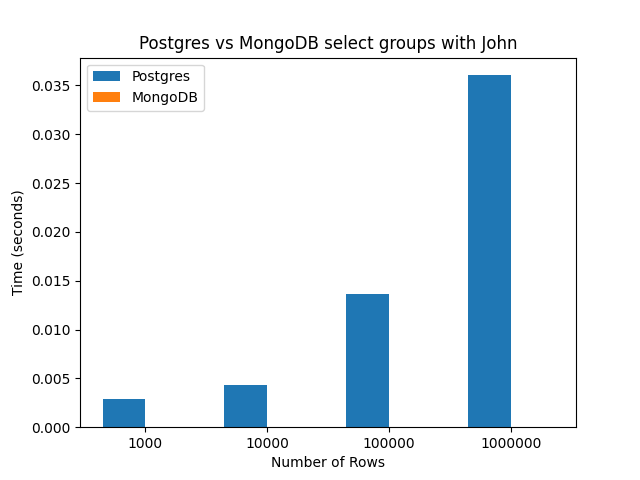 Postgres vs MongoDB select groups with John
Postgres
MongoDB
Time (seconds)
0.035
0.030
0.025
0.020
0.015
0.010
0.005
0.000
1000 10000 100000 1000000
Number of Rows